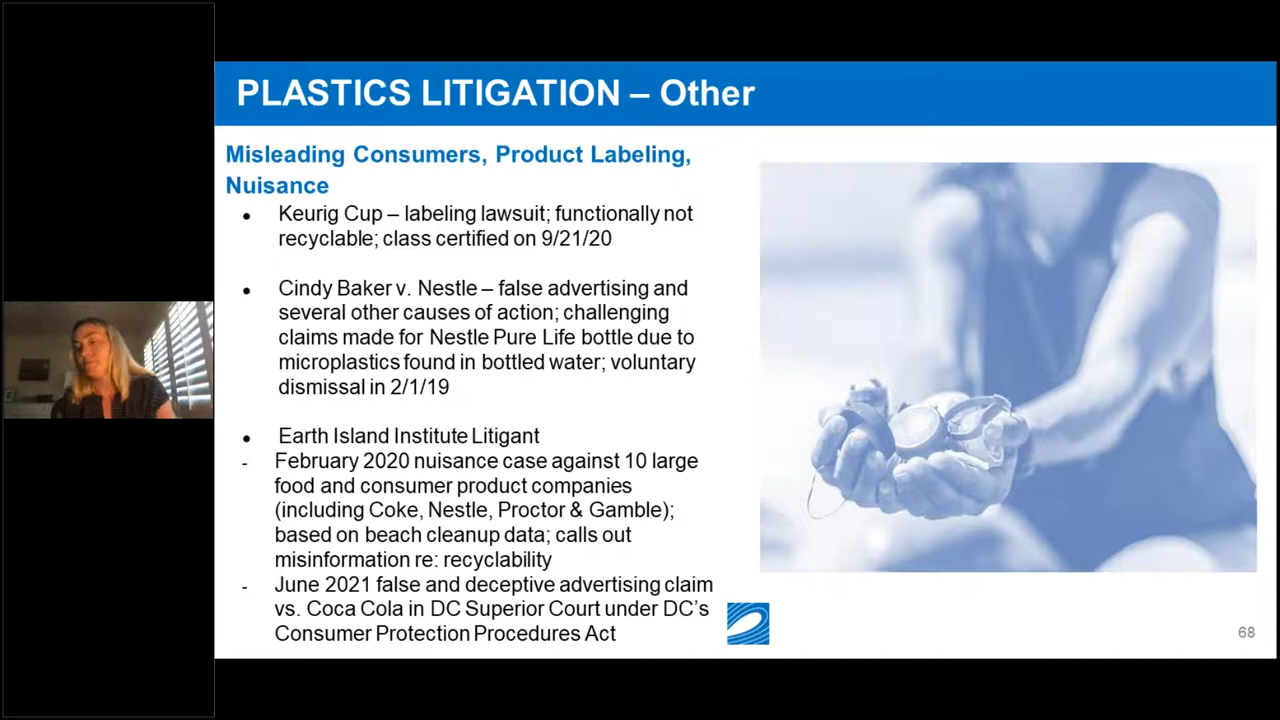 PLASTICS LITIGATION – Other
Misleading Consumers, Product Labeling,
Nuisance
● Keurig Cup – labeling lawsuit; functionally not
recyclable; class certified on 9/21/20
● Cindy Baker v. Nestle – false advertising and
several other causes of action; challenging
claims made for Nestle Pure Life bottle due to
microplastics found in bottled water; voluntary
dismissal in 2/1/19
● Earth Island Institute Litigant
- February 2020 nuisance case against 10 large
food and consumer product companies
(including Coke, Nestle, Proctor & Gamble);
based on beach cleanup data; calls out
misinformation re: recyclability
- June 2021 false and deceptive advertising claim
vs. Coca Cola in DC Superior Court under DC's
Consumer Protection Procedures Act
68